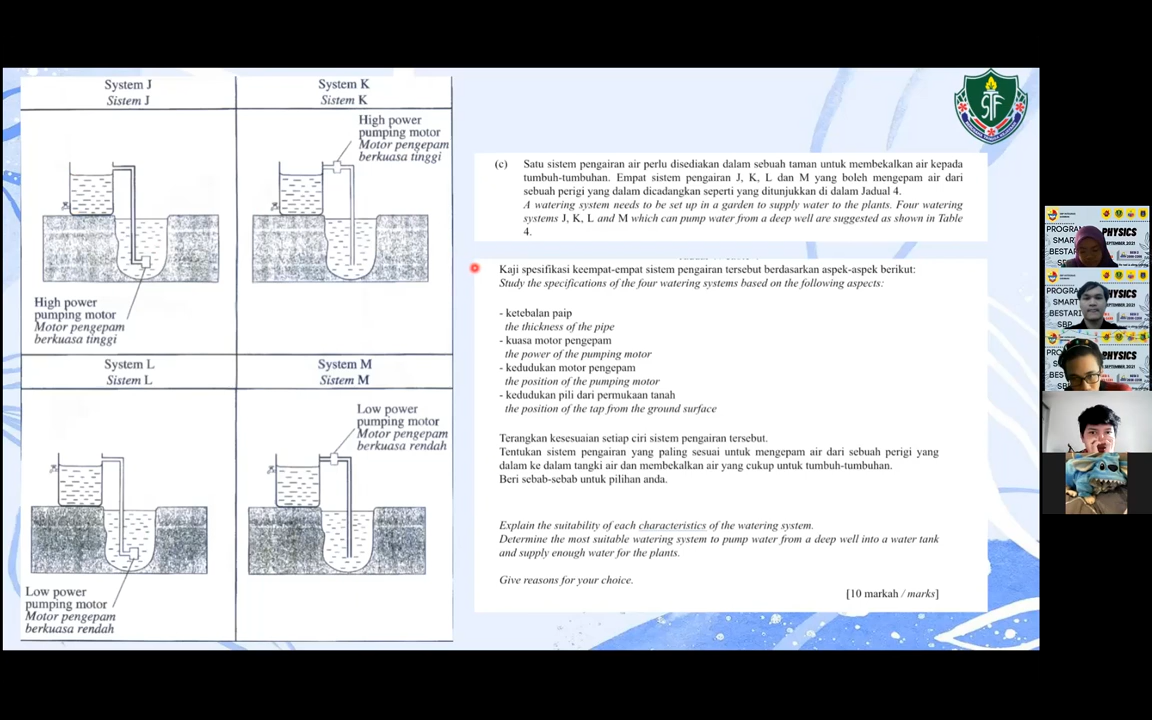 System J
Sistem J
System K
Sistem K
High power
pumping motor
Motor pengepam
berkuasa tinggi
High power
pumping motor
Motor pengepam
berkuasa tinggi
System L
Sistem L
System M
Sistem M
Low power
pumping motor
Motor pengepam
berkuasa rendah
Low power
pumping motor
Motor pengepam
berkuasa rendah
(c) Satu sistem pengairan air perlu disediakan dalam sebuah taman untuk membekalkan air kepada
tumbuh-tumbuhan. Empat sistem pengairan J, K, L dan M yang boleh mengepam air dari
sebuah perigi yang dalam dicadangkan seperti yang ditunjukkan di dalam Jadual 4.
A watering system needs to be set up in a garden to supply water to the plants. Four watering
systems J, K, L and M which can pump water from a deep well are suggested as shown in Table
4.
Kaji spesifikasi keempat-empat sistem pengairan tersebut berdasarkan aspek-aspek berikut:
Study the specifications of the four watering systems based on the following aspects:
- ketebalan paip
the thickness of the pipe
- kuasa motor pengepam
the power of the pumping motor
- kedudukan motor pengepam
the position of the pumping motor
- kedudukan pili dari permukaan tanah
the position of the tap from the ground surface
Terangkan kesesuaian setiap ciri sistem pengairan tersebut.
Tentukan sistem pengairan yang paling sesuai untuk mengepam air dari sebuah perigi yang
dalam ke dalam tangki air dan membekalkan air yang cukup untuk tumbuh-tumbuhan.
Beri sebab-sebab untuk pilihan anda.
Explain the suitability of each characteristics of the watering system.
Determine the most suitable watering system to pump water from a deep well into a water tank
and supply enough water for the plants.
Give reasons for your choice.
[10 markah / marks]
STF
PROGRA
SMAR
BESTARI
PHYSICS
PROGRA
SMART
BESTARI
SBP
PHYSICS
PROGRA
SMART
PHYSICS